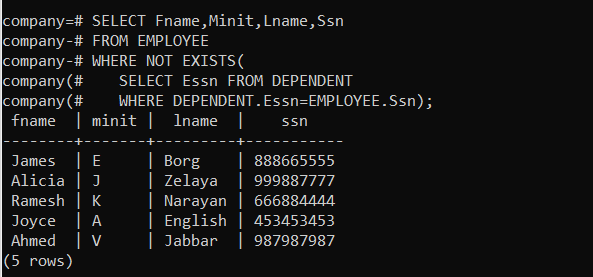 company=# SELECT Fname,Minit,Lname,Ssn
company-# FROM EMPLOYEE
company-# WHERE NOT EXISTS(
company(#    SELECT Essn FROM DEPENDENT
company(#    WHERE DEPENDENT.Essn=EMPLOYEE.Ssn);
 fname  | minit |  lname  |    ssn
--------+-------+---------+-----------
 James  | E     | Borg    | 888665555
 Alicia | J     | Zelaya  | 999887777
 Ramesh | K     | Narayan | 666884444
 Joyce  | A     | English | 453453453
 Ahmed  | V     | Jabbar  | 987987987
(5 rows)